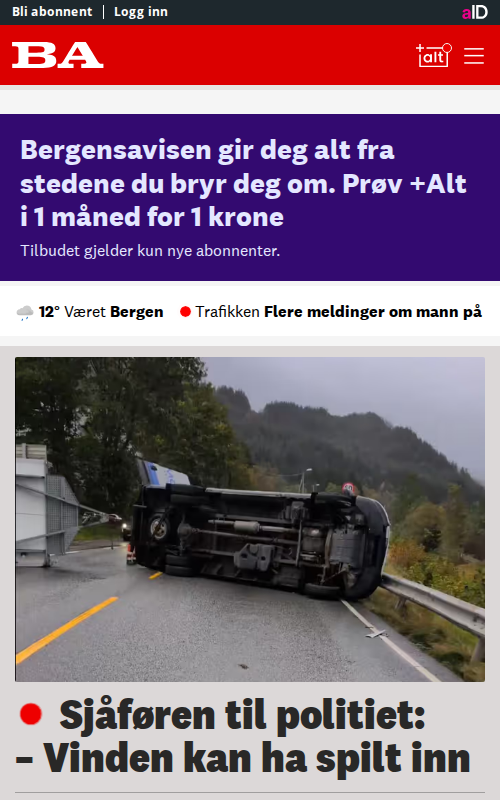 Bli abonnent | Logg inn
aID
BA
+alt
Bergensavisen gir deg alt fra
stedene du bryr deg om. Prøv +Alt
i 1 måned for 1 krone
Tilbudet gjelder kun nye abonnenter.
12° Været Bergen
Trafikken Flere meldinger om mann på
Sjåføren til politiet:
– Vinden kan ha spilt inn